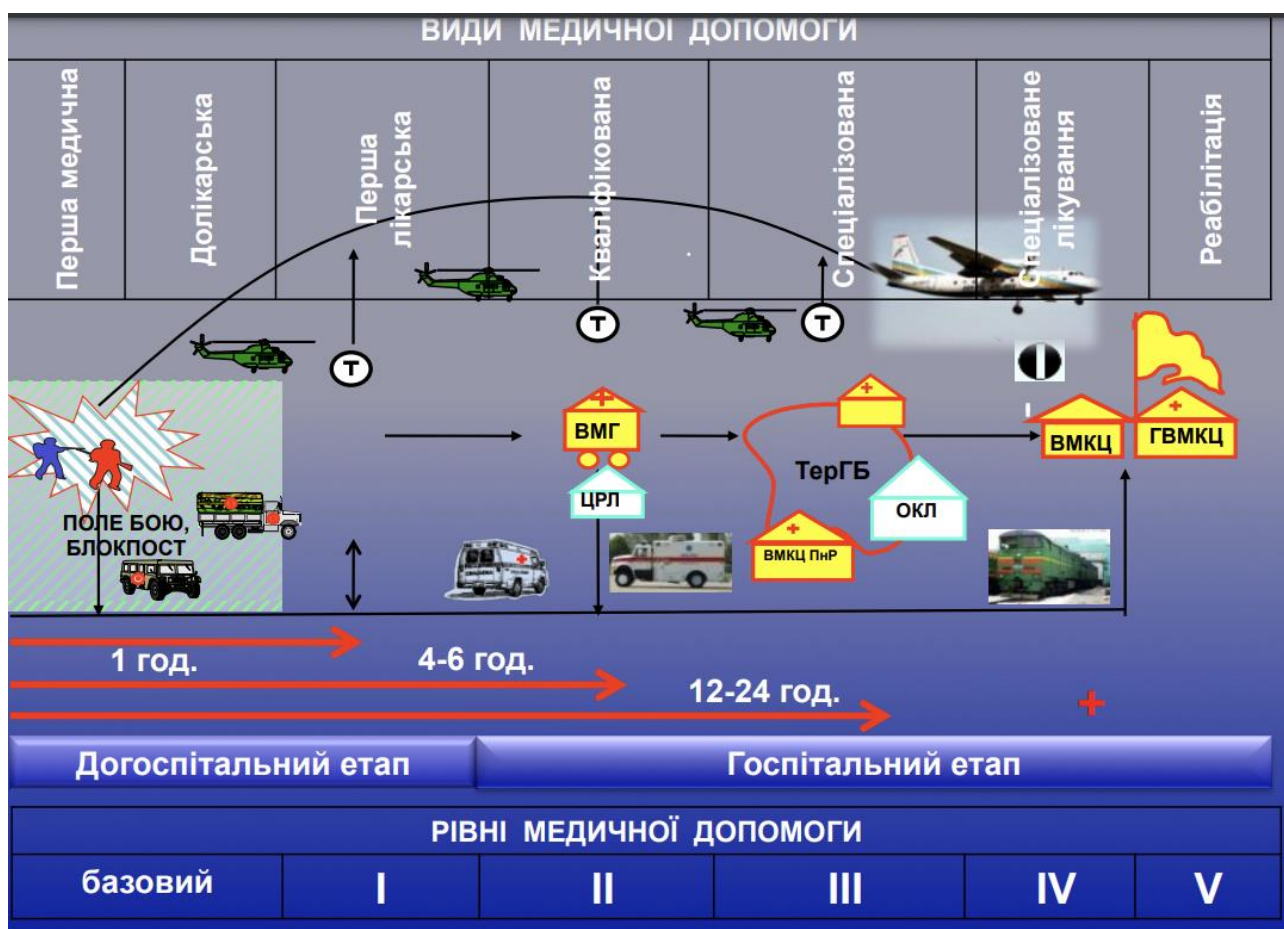 ВИДИ МЕДИЧНОЇ ДОПОМОГИ
Перша медична
Долікарська
Перша
лікарська
Кваліфікована
Спеціалізована
Спеціалізоване
лікування
Реабілітація
Т
Т
Т
ВМГ
ЦРЛ
ТерГБ
ОКЛ
ВМКЦ ПнР
ВМКЦ
ГВМКЦ
ПОЛЕ БОЮ,
БЛОКПОСТ
1 год.
4-6 год.
12-24 год.
Догоспітальний етап
Госпітальний етап
РІВНІ МЕДИЧНОЇ ДОПОМОГИ
базовий
I
II
III
IV
V